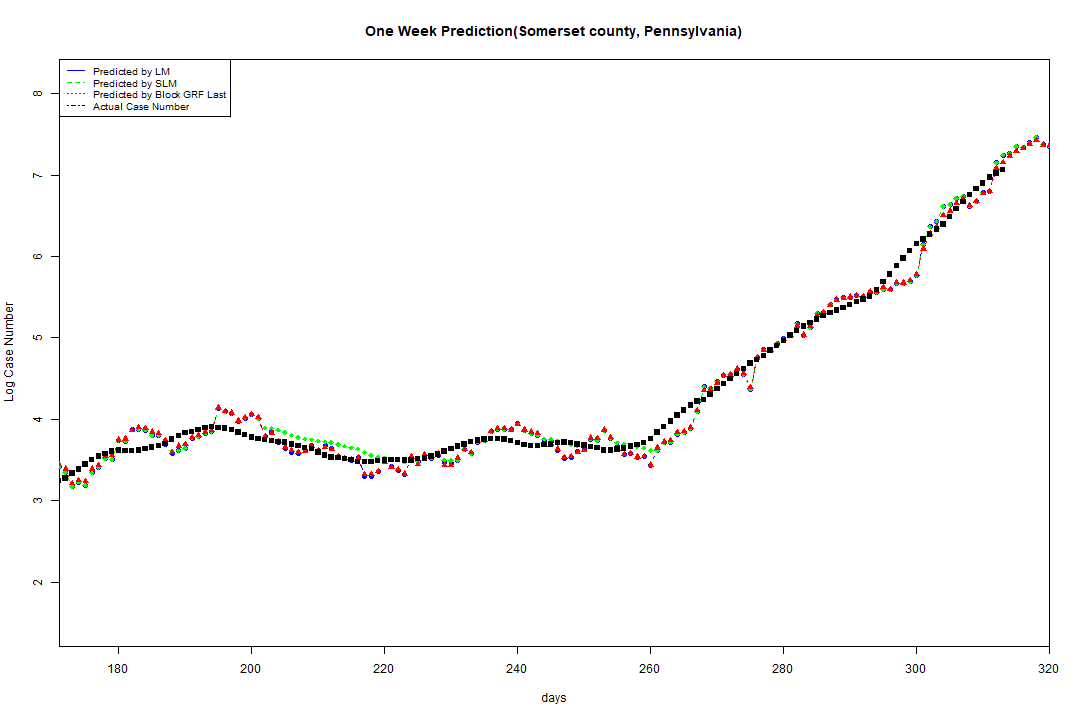 One Week Prediction(Somerset county, Pennsylvania)
Predicted by LM
Predicted by SLM
Predicted by Block GRF Last
Actual Case Number
8
7
6
5
4
3
2
Log Case Number
180 200 220 240 260 280 300 320
days